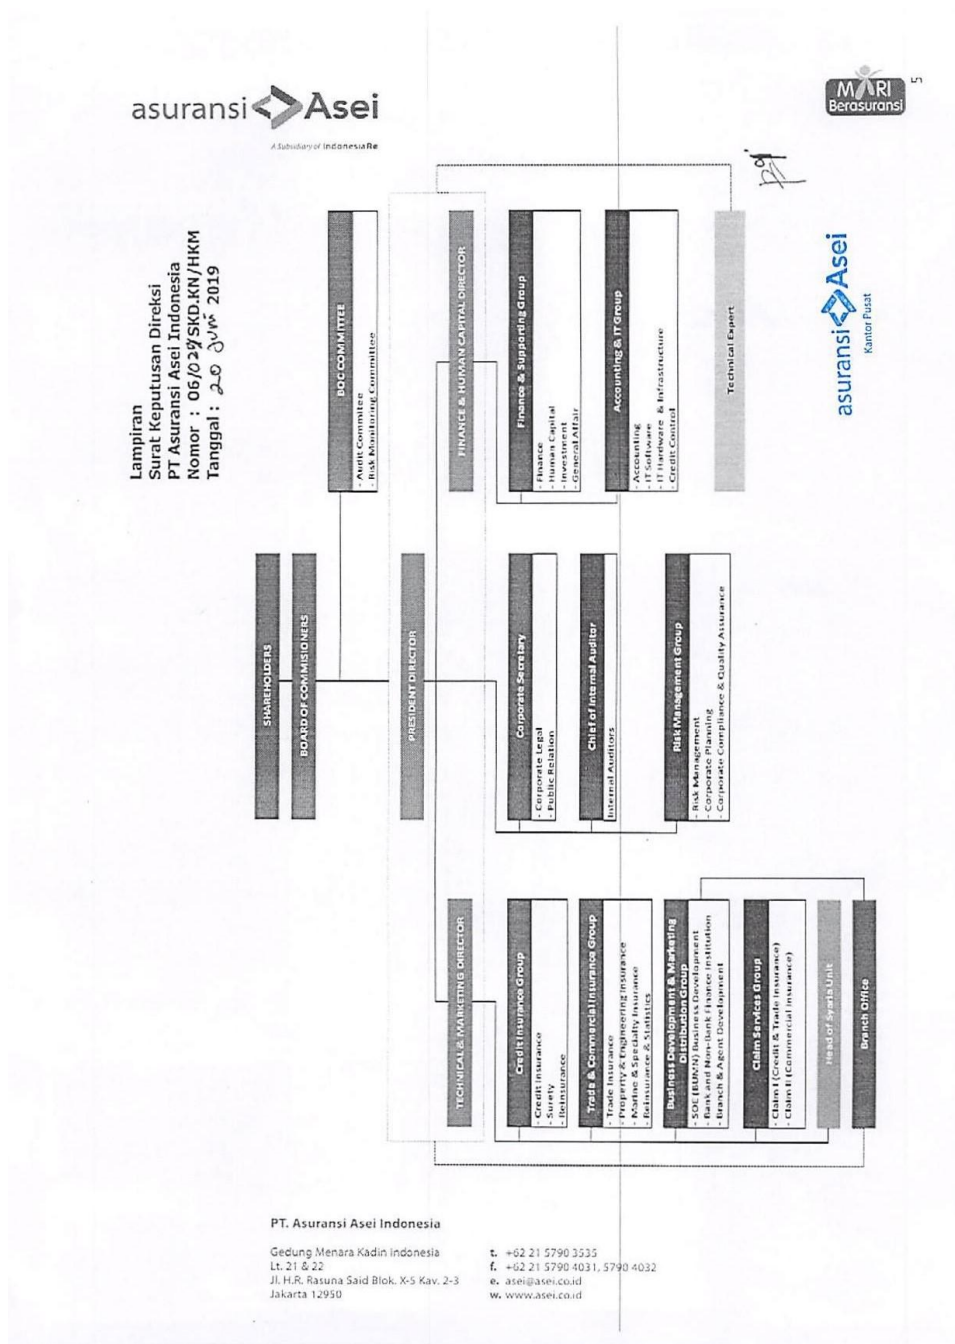 asuransi Asei
A Subsidiary of Indonesia Re
MARI
Berasuransi
5
Lampiran
Surat Keputusan Direksi
PT Asuransi Asei Indonesia
Nomor : 06/029/SKD.KN/HKM
Tanggal : 20 Juni 2019
SHAREHOLDERS
BOARD OF COMMISIONERS
BOC COMMITTEE
- Audit Commitee
- Risk Monitoring Committee
PRESIDENT DIRECTOR
TECHNICAL & MARKETING DIRECTOR
FINANCE & HUMAN CAPITAL DIRECTOR
Credit Insurance Group
- Credit Insurance
- Surety
- Reinsurance
Trade & Commercial Insurance Group
- Trade Insurance
- Property & Engineering Insurance
- Marine & Specialty Insurance
- Reinsurance & Statistics
Business Development & Marketing
Distribution Group
- SOE (BUMN) Business Development
- Bank and Non-Bank Finance Institution
- Branch & Agent Development
Claim Services Group
- Claim I (Credit & Trade Insurance)
- Claim II (Commercial Insurance)
Head of Syaria Unit
Branch Office
Corporate Secretary
- Corporate Legal
- Public Relation
Chief of Internal Auditor
Internal Auditors
Risk Management Group
- Risk Management
- Corporate Planning
- Corporate Compliance & Quality Assurance
Finance & Supporting Group
- Finance
- Human Capital
- Investment
- General Affair
Accounting & IT Group
- Accounting
- IT Software
- IT Hardware & Infrastructure
- Credit Control
Technical Expert
asuransi Asei
Kantor Pusat
PT. Asuransi Asei Indonesia
Gedung Menara Kadin Indonesia
Lt. 21 & 22
Jl. H.R. Rasuna Said Blok. X-5 Kav. 2-3
Jakarta 12950
t. +62 21 5790 3535
f. +62 21 5790 4031, 5790 4032
e. asei@asei.co.id
w. www.asei.co.id